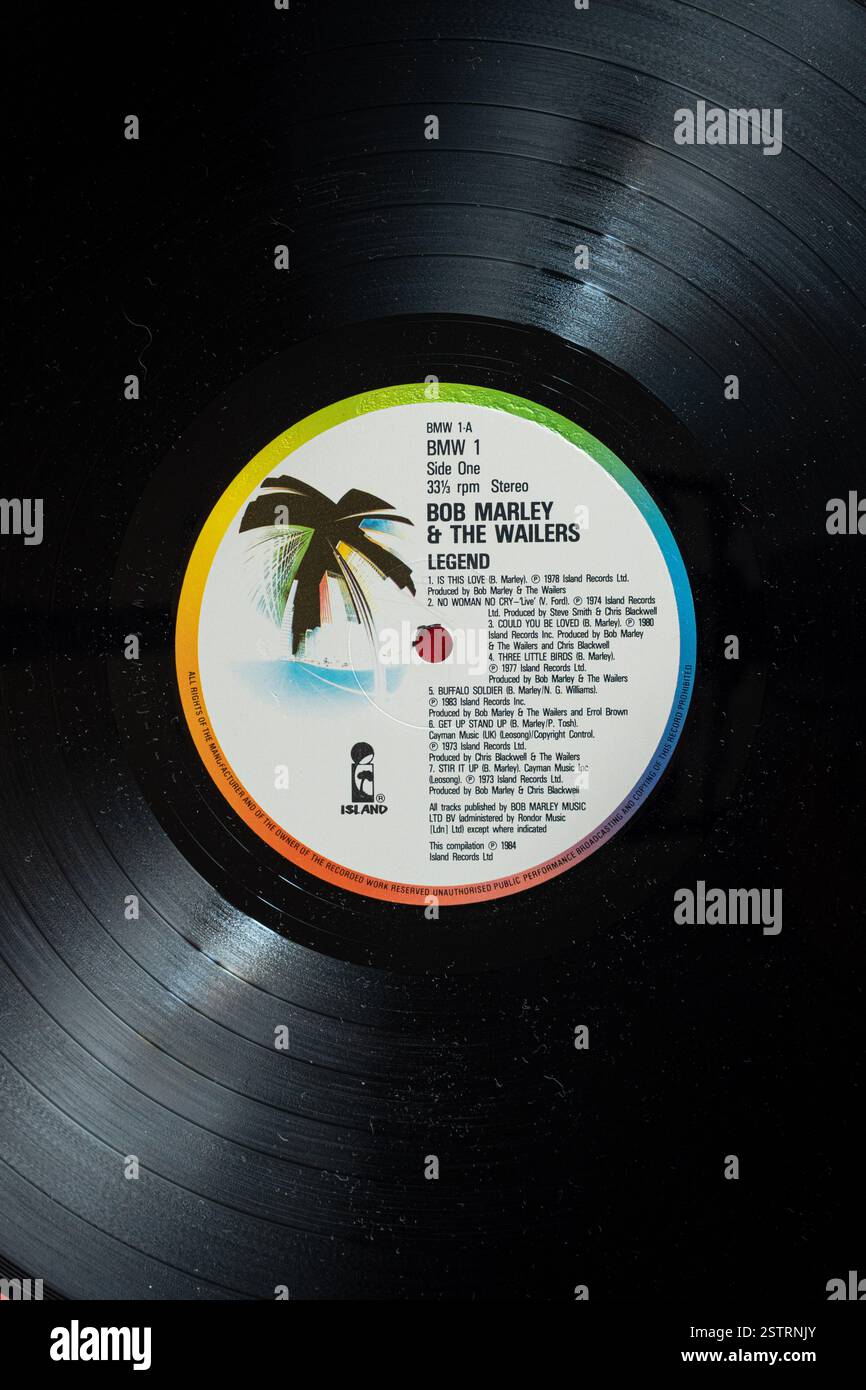 alamy
BMW 1-A
BMW 1
Side One
33⅓ rpm Stereo
BOB MARLEY
& THE WAILERS
LEGEND
1. IS THIS LOVE (B. Marley). ℗ 1978 Island Records Ltd.
Produced by Bob Marley & The Wailers
2. NO WOMAN NO CRY–'Live' (V. Ford). ℗ 1974 Island Records
Ltd. Produced by Steve Smith & Chris Blackwell
3. COULD YOU BE LOVED (B. Marley). ℗ 1980
Island Records Inc. Produced by Bob Marley
& The Wailers and Chris Blackwell
4. THREE LITTLE BIRDS (B. Marley).
℗ 1977 Island Records Ltd.
Produced by Bob Marley & The Wailers
5. BUFFALO SOLDIER (B. Marley/N. G. Williams).
℗ 1983 Island Records Inc.
Produced by Bob Marley & The Wailers and Errol Brown
6. GET UP STAND UP (B. Marley/P. Tosh).
Cayman Music (UK) (Leosong)/Copyright Control.
℗ 1973 Island Records Ltd.
Produced by Chris Blackwell & The Wailers
7. STIR IT UP (B. Marley). Cayman Music Inc
(Leosong). ℗ 1973 Island Records Ltd.
Produced by Bob Marley & Chris Blackwell
All tracks published by BOB MARLEY MUSIC
LTD BV (administered by Rondor Music
[Ldn] Ltd) except where indicated
This compilation ℗ 1984
Island Records Ltd
ISLAND ®
ALL RIGHTS OF THE MANUFACTURER AND OF THE OWNER OF THE RECORDED WORK RESERVED UNAUTHORISED PUBLIC PERFORMANCE BROADCASTING AND COPYING OF THIS RECORD PROHIBITED
a
a
a
alamy
a
a
a
a
a
a
a
a
alamy
a
a
a
a
a
a
alamy
Image ID: 2STRNJY
www.alamy.com